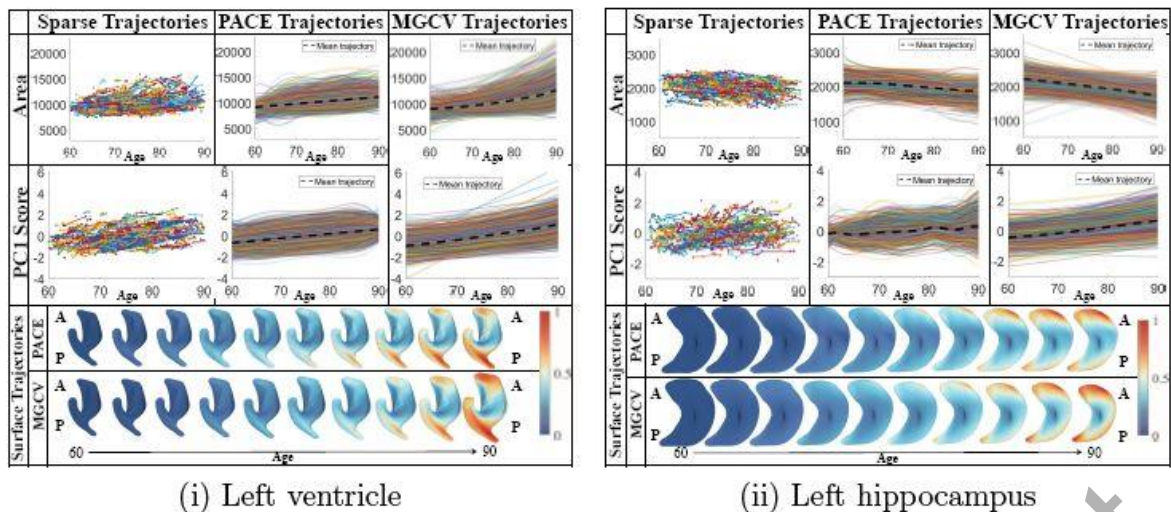 Sparse Trajectories PACE Trajectories MGCV Trajectories
Area
20000
15000
10000
5000
60 70 80 90
Age
Mean trajectory
20000
15000
10000
5000
60 70 80 90
Age
Mean trajectory
20000
15000
10000
5000
60 70 80 90
Age
PC1 Score
6
4
2
0
-2
-4
60 70 80 90
Age
Mean trajectory
6
4
2
0
-2
-4
60 70 80 90
Age
Mean trajectory
6
4
2
0
-2
-4
60 70 80 90
Age
Surface Trajectories
PACE
A A
P P
MGCV
A A
P P
1
0.5
0
60 Age 90
(i) Left ventricle
Sparse Trajectories PACE Trajectories MGCV Trajectories
Area
3000
2000
1000
60 70 80 90
Age
Mean trajectory
3000
2000
1000
60 70 80 90
Age
Mean trajectory
3000
2000
1000
60 70 80 90
Age
PC1 Score
4
2
0
-2
60 70 80 90
Age
Mean trajectory
4
2
0
-2
60 70 80 90
Age
Mean trajectory
4
2
0
-2
60 70 80 90
Age
Surface Trajectories
PACE
A A
P P
MGCV
A A
P P
1
0.5
0
60 Age 90
(ii) Left hippocampus